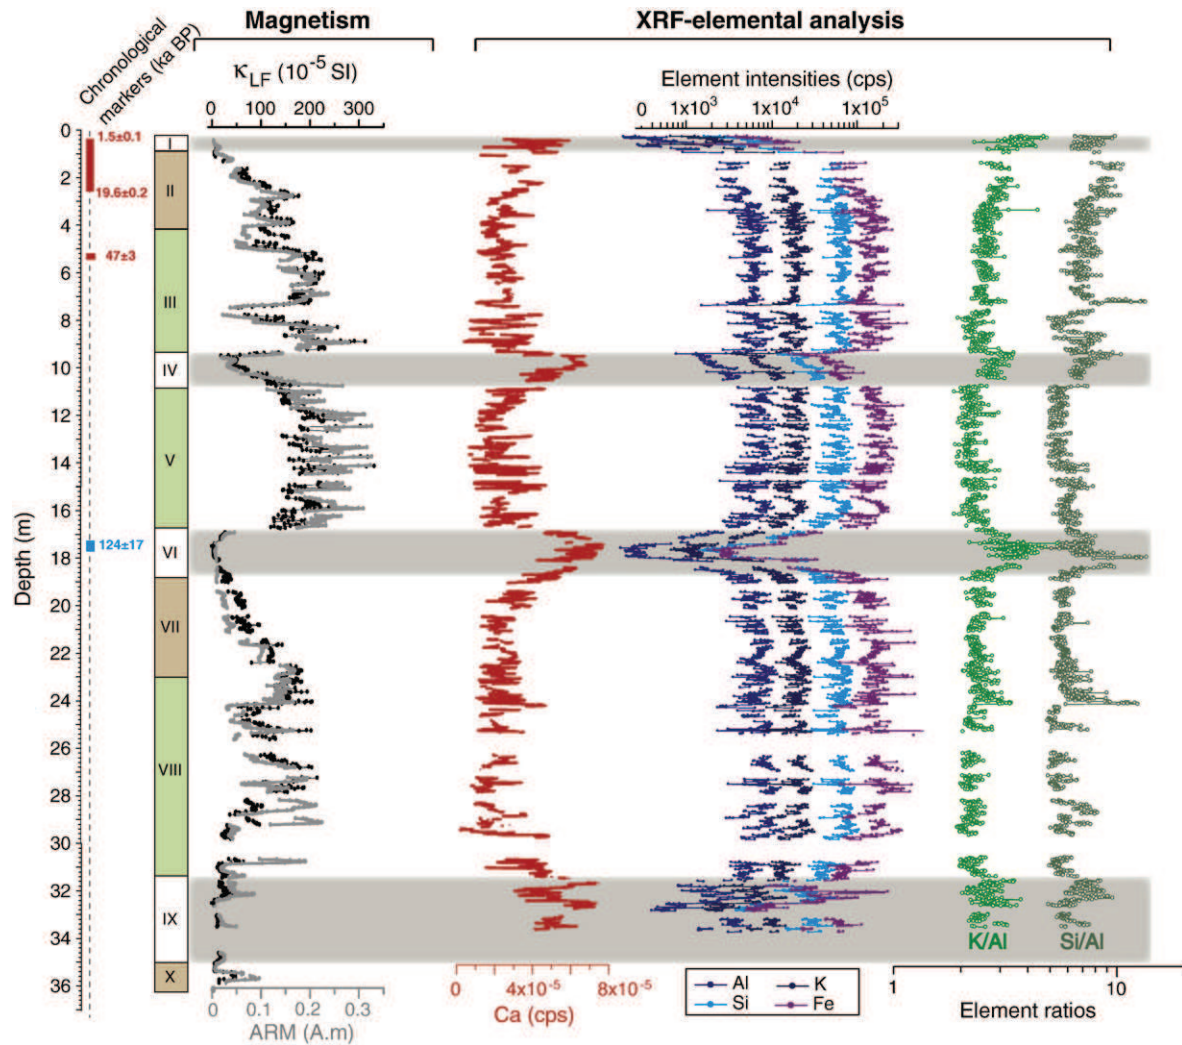 Magnetism
XRF-elemental analysis
Chronological
markers (ka BP)
κLF (10-5 SI)
0 100 200 300
Element intensities (cps)
0 1x10³ 1x10⁴ 1x10⁵
0
2
4
6
8
10
12
14
16
18
20
22
24
26
28
30
32
34
36
Depth (m)
1.5±0.1
19.6±0.2
47±3
124±17
I
II
III
IV
V
VI
VII
VIII
IX
X
K/Al
Si/Al
0 0.1 0.2 0.3
ARM (A.m)
0 4x10⁻⁵ 8x10⁻⁵
Ca (cps)
Al K
Si Fe
1 10
Element ratios